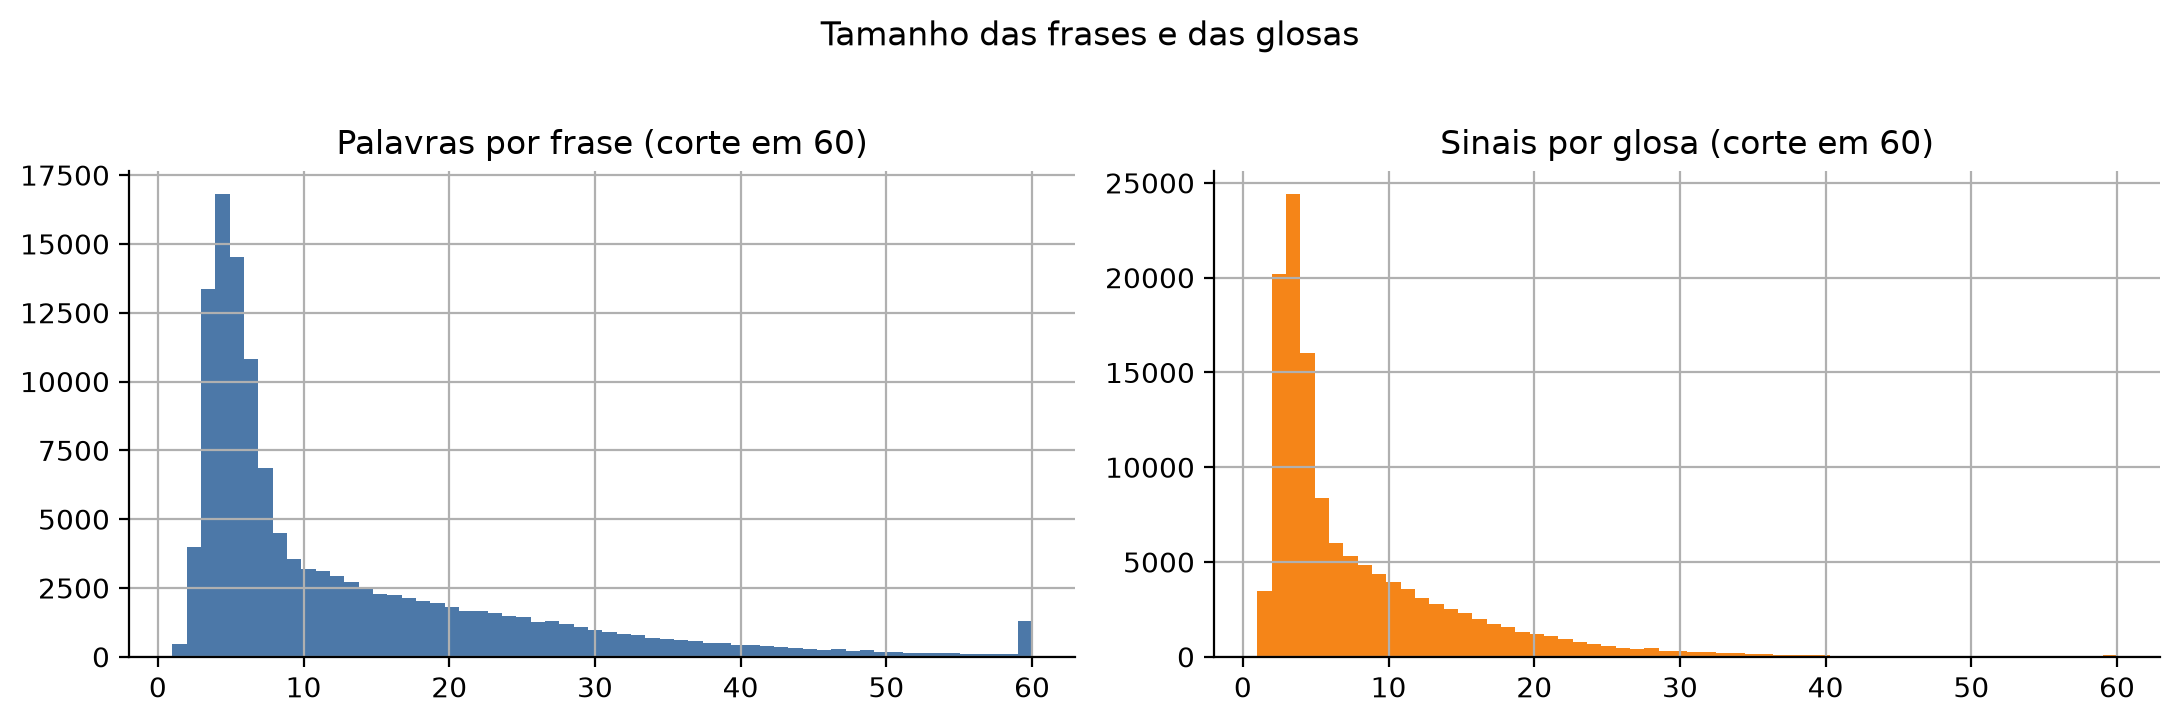 Tamanho das frases e das glosas
Palavras por frase (corte em 60)
17500
15000
12500
10000
7500
5000
2500
0
0 10 20 30 40 50 60
Sinais por glosa (corte em 60)
25000
20000
15000
10000
5000
0
0 10 20 30 40 50 60